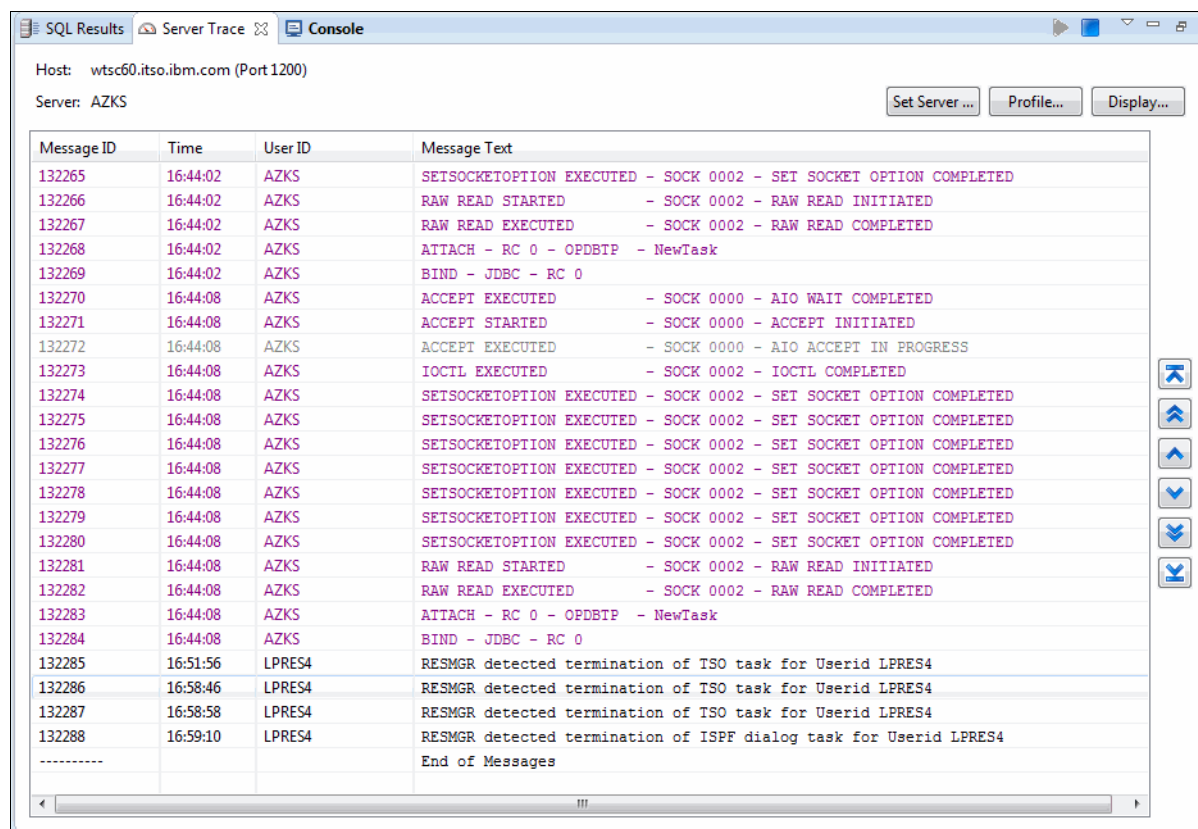 SQL Results Server Trace Console
Host: wtsc60.itso.ibm.com (Port 1200)
Server: AZKS Set Server ... Profile... Display...
Message ID Time User ID Message Text
132265 16:44:02 AZKS SETSOCKETOPTION EXECUTED - SOCK 0002 - SET SOCKET OPTION COMPLETED
132266 16:44:02 AZKS RAW READ STARTED - SOCK 0002 - RAW READ INITIATED
132267 16:44:02 AZKS RAW READ EXECUTED - SOCK 0002 - RAW READ COMPLETED
132268 16:44:02 AZKS ATTACH - RC 0 - OPDBTP - NewTask
132269 16:44:02 AZKS BIND - JDBC - RC 0
132270 16:44:08 AZKS ACCEPT EXECUTED - SOCK 0000 - AIO WAIT COMPLETED
132271 16:44:08 AZKS ACCEPT STARTED - SOCK 0000 - ACCEPT INITIATED
132272 16:44:08 AZKS ACCEPT EXECUTED - SOCK 0000 - AIO ACCEPT IN PROGRESS
132273 16:44:08 AZKS IOCTL EXECUTED - SOCK 0002 - IOCTL COMPLETED
132274 16:44:08 AZKS SETSOCKETOPTION EXECUTED - SOCK 0002 - SET SOCKET OPTION COMPLETED
132275 16:44:08 AZKS SETSOCKETOPTION EXECUTED - SOCK 0002 - SET SOCKET OPTION COMPLETED
132276 16:44:08 AZKS SETSOCKETOPTION EXECUTED - SOCK 0002 - SET SOCKET OPTION COMPLETED
132277 16:44:08 AZKS SETSOCKETOPTION EXECUTED - SOCK 0002 - SET SOCKET OPTION COMPLETED
132278 16:44:08 AZKS SETSOCKETOPTION EXECUTED - SOCK 0002 - SET SOCKET OPTION COMPLETED
132279 16:44:08 AZKS SETSOCKETOPTION EXECUTED - SOCK 0002 - SET SOCKET OPTION COMPLETED
132280 16:44:08 AZKS SETSOCKETOPTION EXECUTED - SOCK 0002 - SET SOCKET OPTION COMPLETED
132281 16:44:08 AZKS RAW READ STARTED - SOCK 0002 - RAW READ INITIATED
132282 16:44:08 AZKS RAW READ EXECUTED - SOCK 0002 - RAW READ COMPLETED
132283 16:44:08 AZKS ATTACH - RC 0 - OPDBTP - NewTask
132284 16:44:08 AZKS BIND - JDBC - RC 0
132285 16:51:56 LPRES4 RESMGR detected termination of TSO task for Userid LPRES4
132286 16:58:46 LPRES4 RESMGR detected termination of TSO task for Userid LPRES4
132287 16:58:58 LPRES4 RESMGR detected termination of TSO task for Userid LPRES4
132288 16:59:10 LPRES4 RESMGR detected termination of ISPF dialog task for Userid LPRES4
---------- End of Messages